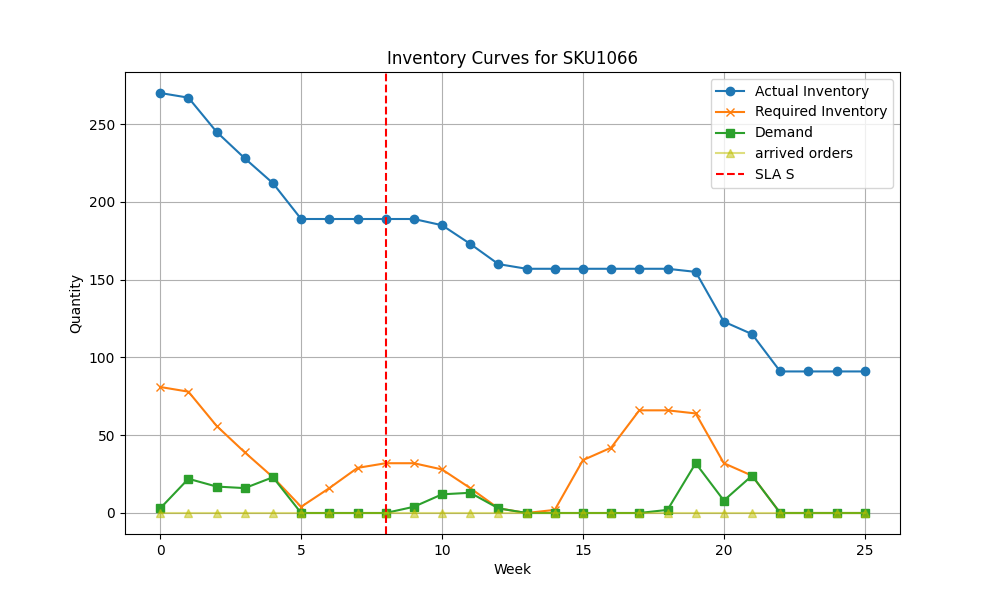 Inventory Curves for SKU1066
Actual Inventory
Required Inventory
Demand
arrived orders
SLA S
Quantity
250
200
150
100
50
0
0 5 10 15 20 25
Week